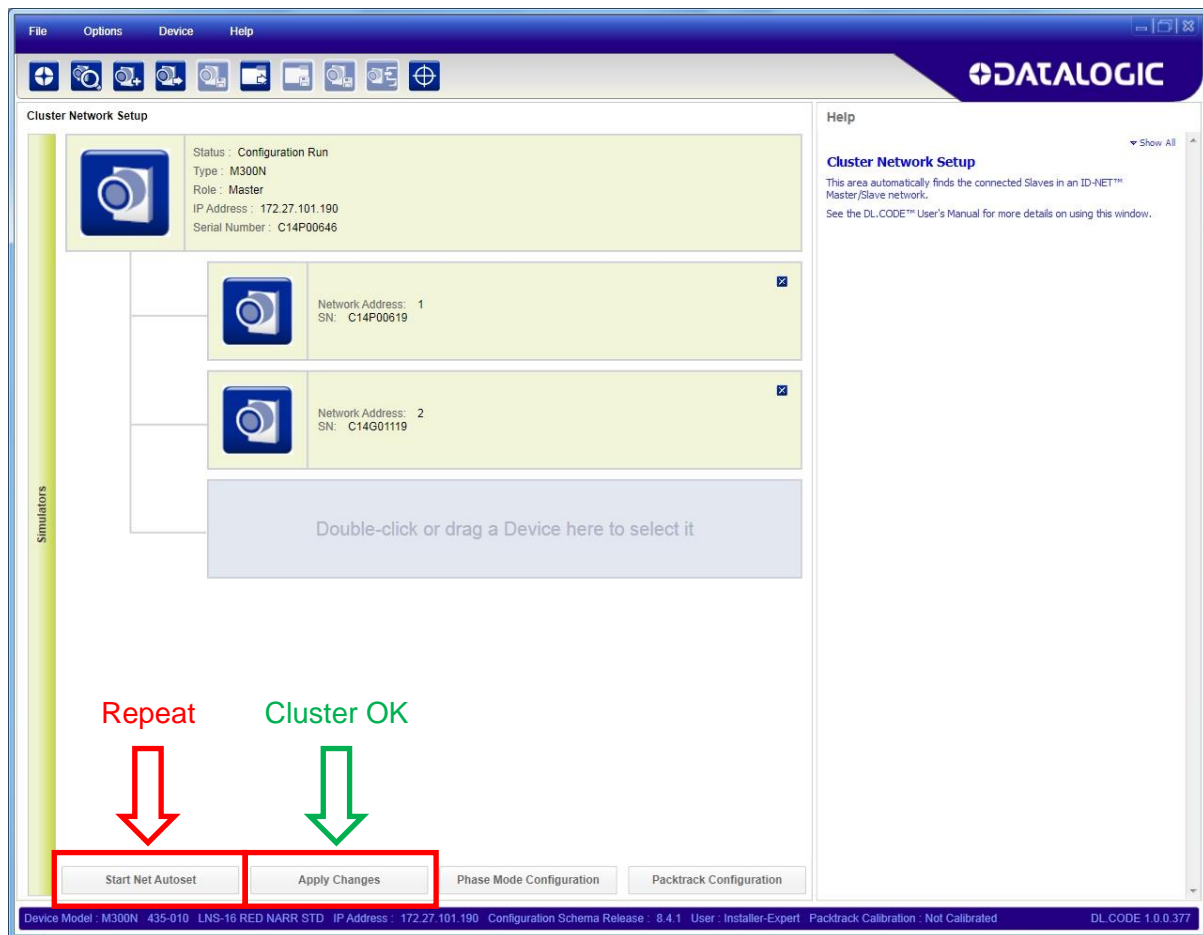 File Options Device Help
DATALOGIC
Cluster Network Setup
Simulators
Status : Configuration Run
Type : M300N
Role : Master
IP Address : 172.27.101.190
Serial Number : C14P00646
Network Address: 1
SN: C14P00619
Network Address: 2
SN: C14G01119
Double-click or drag a Device here to select it
Repeat Cluster OK
Start Net Autoset Apply Changes Phase Mode Configuration Packtrack Configuration
Help
Show All
Cluster Network Setup
This area automatically finds the connected Slaves in an ID-NET™
Master/Slave network.
See the DL.CODE™ User's Manual for more details on using this window.
Device Model : M300N 435-010 LNS-16 RED NARR STD IP Address : 172.27.101.190 Configuration Schema Release : 8.4.1 User : Installer-Expert Packtrack Calibration : Not Calibrated DL.CODE 1.0.0.377